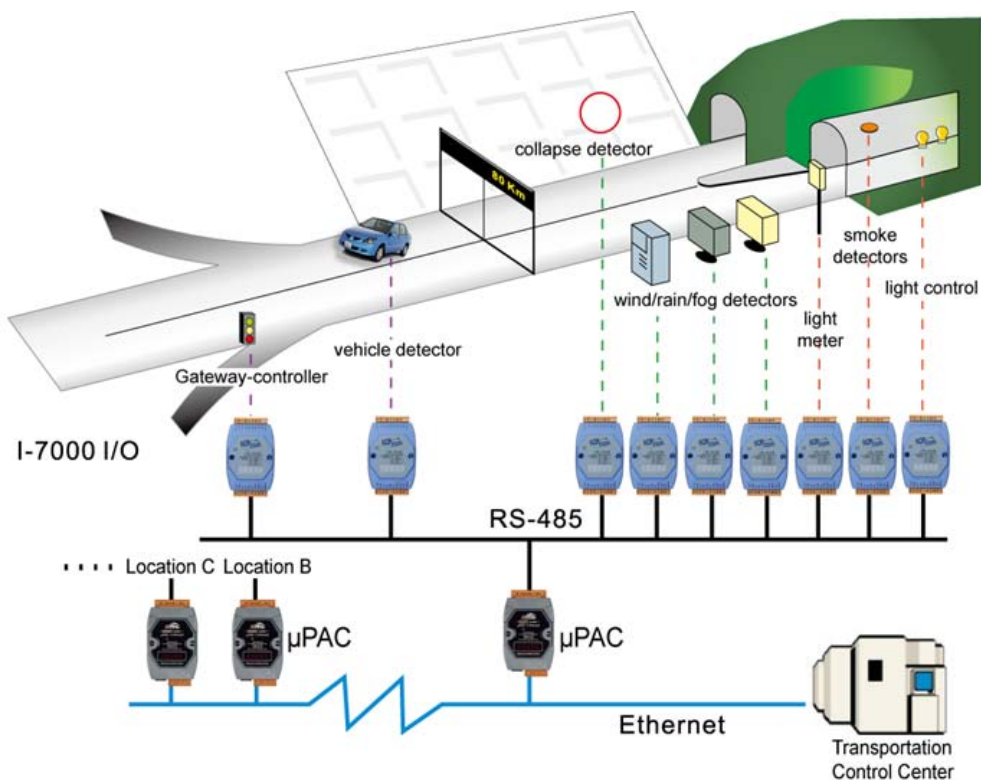 collapse detector
80 Km
smoke
detectors
light control
wind/rain/fog detectors
light
meter
vehicle detector
Gateway-controller
I-7000 I/O
RS-485
Location C
Location B
µPAC
µPAC
Ethernet
Transportation
Control Center